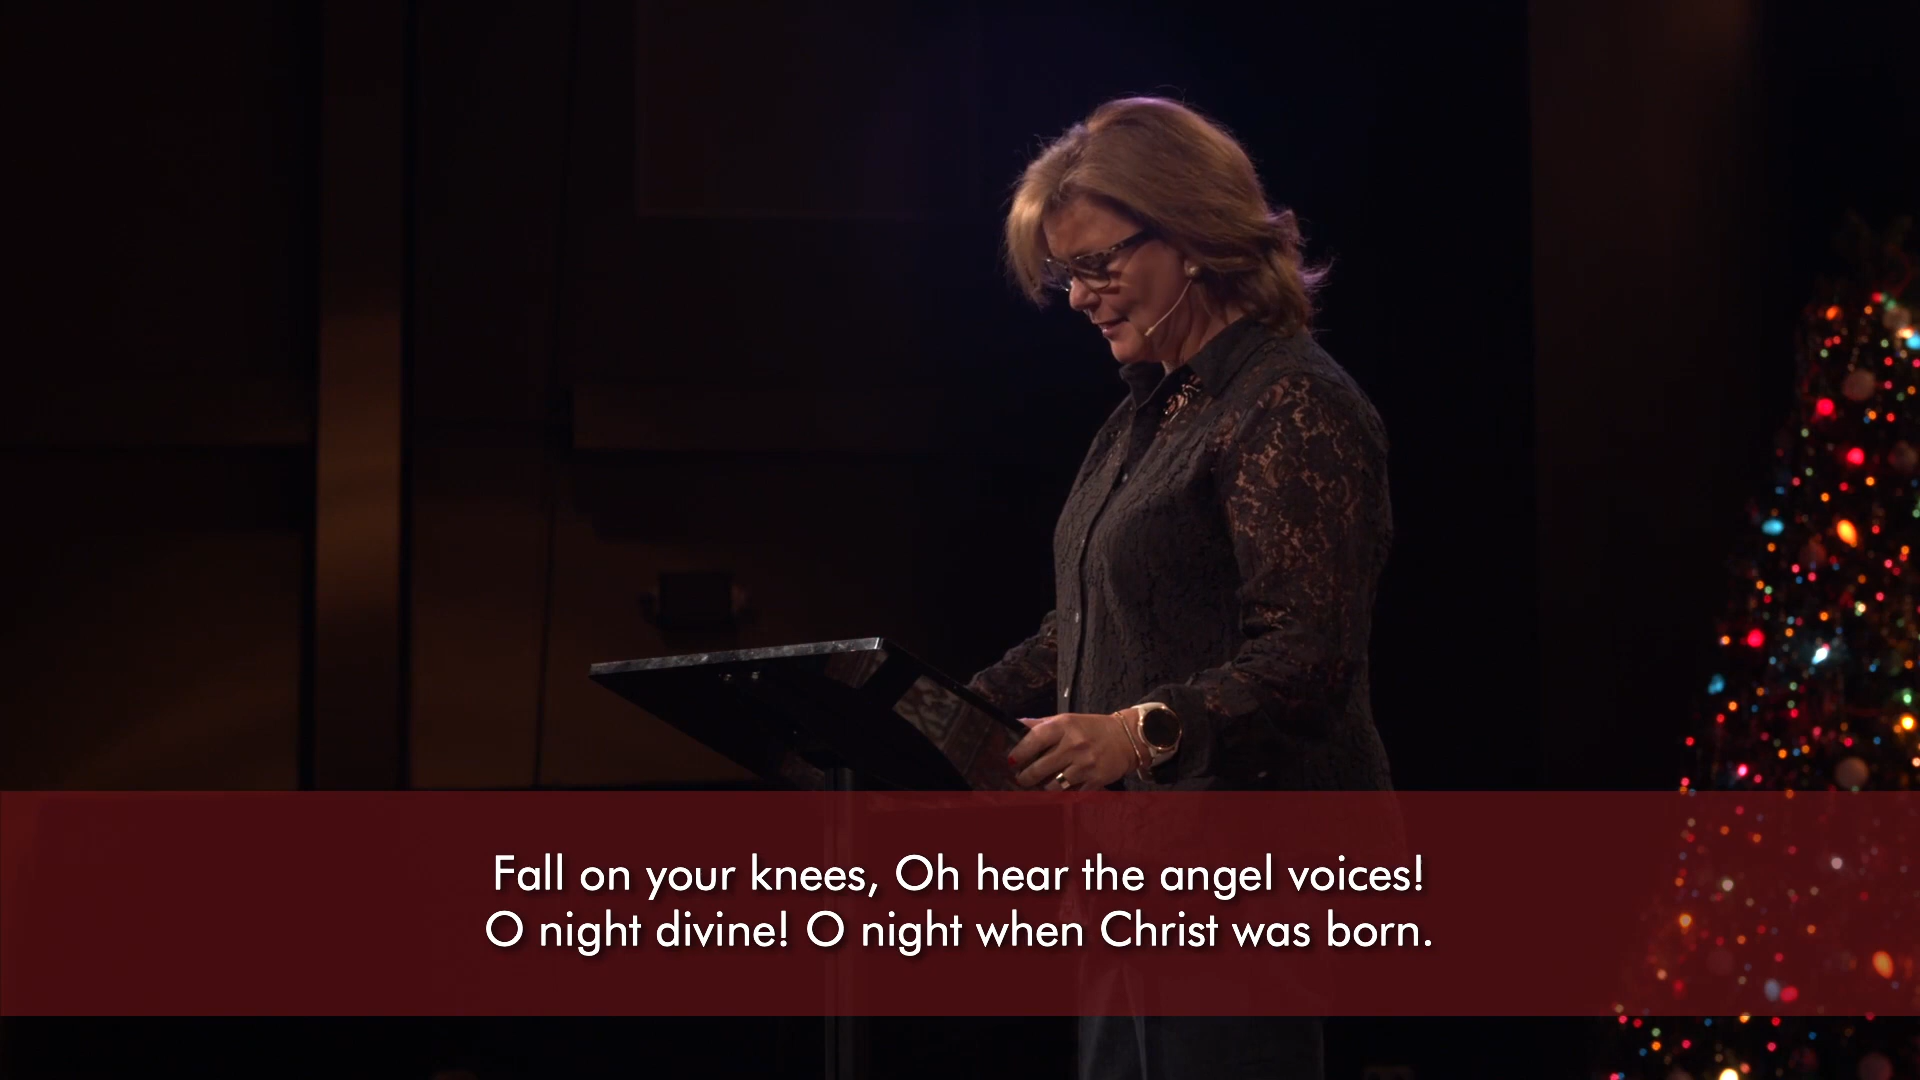 Fall on your knees, Oh hear the angel voices!
O night divine! O night when Christ was born.